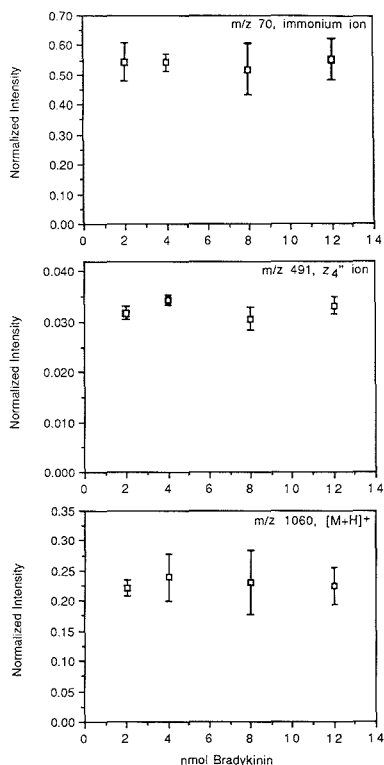 m/z 70, immonium ion
Normalized Intensity
0.70
0.60
0.50
0.40
0.30
0.20
0.10
0.00
0 2 4 6 8 10 12 14
m/z 491, z4" ion
Normalized Intensity
0.040
0.030
0.020
0.010
0.000
0 2 4 6 8 10 12 14
m/z 1060, [M+H]+
Normalized Intensity
0.35
0.30
0.25
0.20
0.15
0.10
0.05
0.00
0 2 4 6 8 10 12 14
nmol Bradykinin